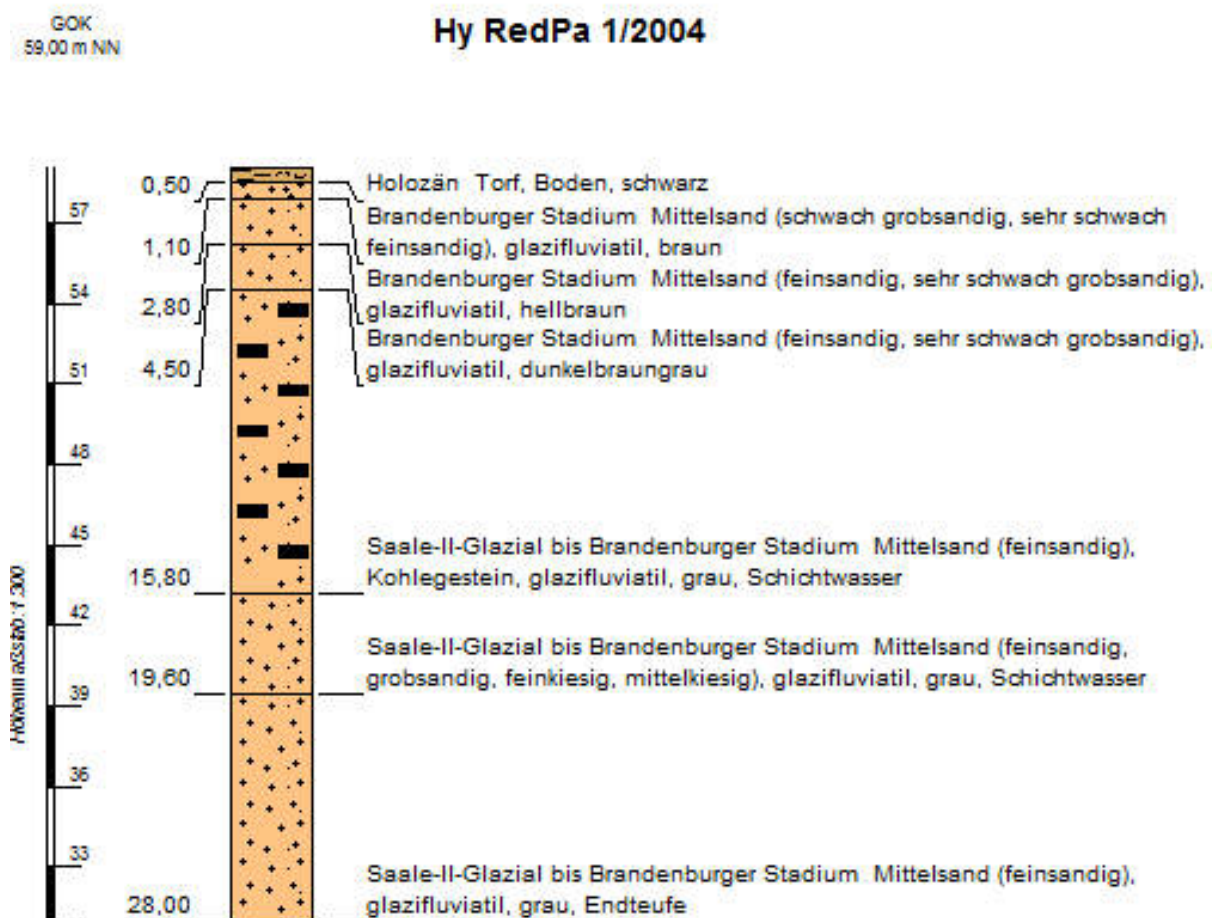 GOK
59,00 m NN
Hy RedPa 1/2004
0,50
Holozän Torf, Boden, schwarz
57
Brandenburger Stadium Mittelsand (schwach grobsandig, sehr schwach
1,10
feinsandig), glazifluviatil, braun
Brandenburger Stadium Mittelsand (feinsandig, sehr schwach grobsandig),
54
2,80
glazifluviatil, hellbraun
Brandenburger Stadium Mittelsand (feinsandig, sehr schwach grobsandig),
51
4,50
glazifluviatil, dunkelbraungrau
48
45
Saale-II-Glazial bis Brandenburger Stadium Mittelsand (feinsandig),
15,80
Kohlegestein, glazifluviatil, grau, Schichtwasser
42
Saale-II-Glazial bis Brandenburger Stadium Mittelsand (feinsandig,
19,60
grobsandig, feinkiesig, mittelkiesig), glazifluviatil, grau, Schichtwasser
39
36
33
Saale-II-Glazial bis Brandenburger Stadium Mittelsand (feinsandig),
28,00
glazifluviatil, grau, Endteufe
Höhenmaßstab: 1:300